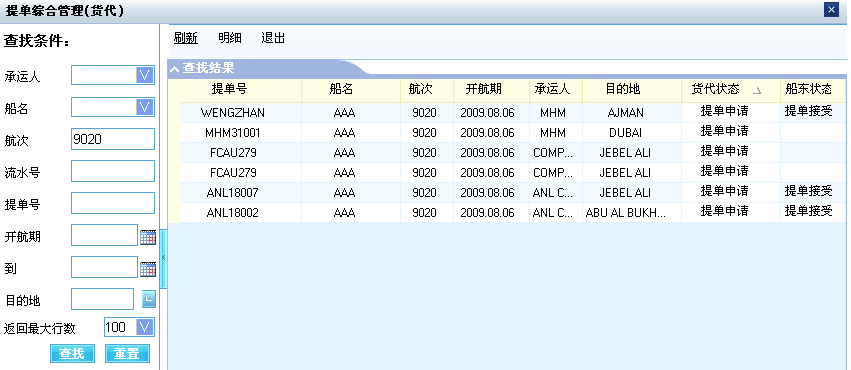 提单综合管理(货代)
查找条件：
承运人
船名
航次 9020
流水号
提单号
开航期
到
目的地
返回最大行数 100
查找 重置
刷新 明细 退出
查找结果
提单号 船名 航次 开航期 承运人 目的地 货代状态 船东状态
WENGZHAN AAA 9020 2009.08.06 MHM AJMAN 提单申请 提单接受
MHM31001 AAA 9020 2009.08.06 MHM DUBAI 提单申请
FCAU279 AAA 9020 2009.08.06 COMP... JEBEL ALI 提单申请
FCAU279 AAA 9020 2009.08.06 COMP... JEBEL ALI 提单申请
ANL18007 AAA 9020 2009.08.06 ANL C... JEBEL ALI 提单申请 提单接受
ANL18002 AAA 9020 2009.08.06 ANL C... ABU AL BUKH... 提单申请 提单接受